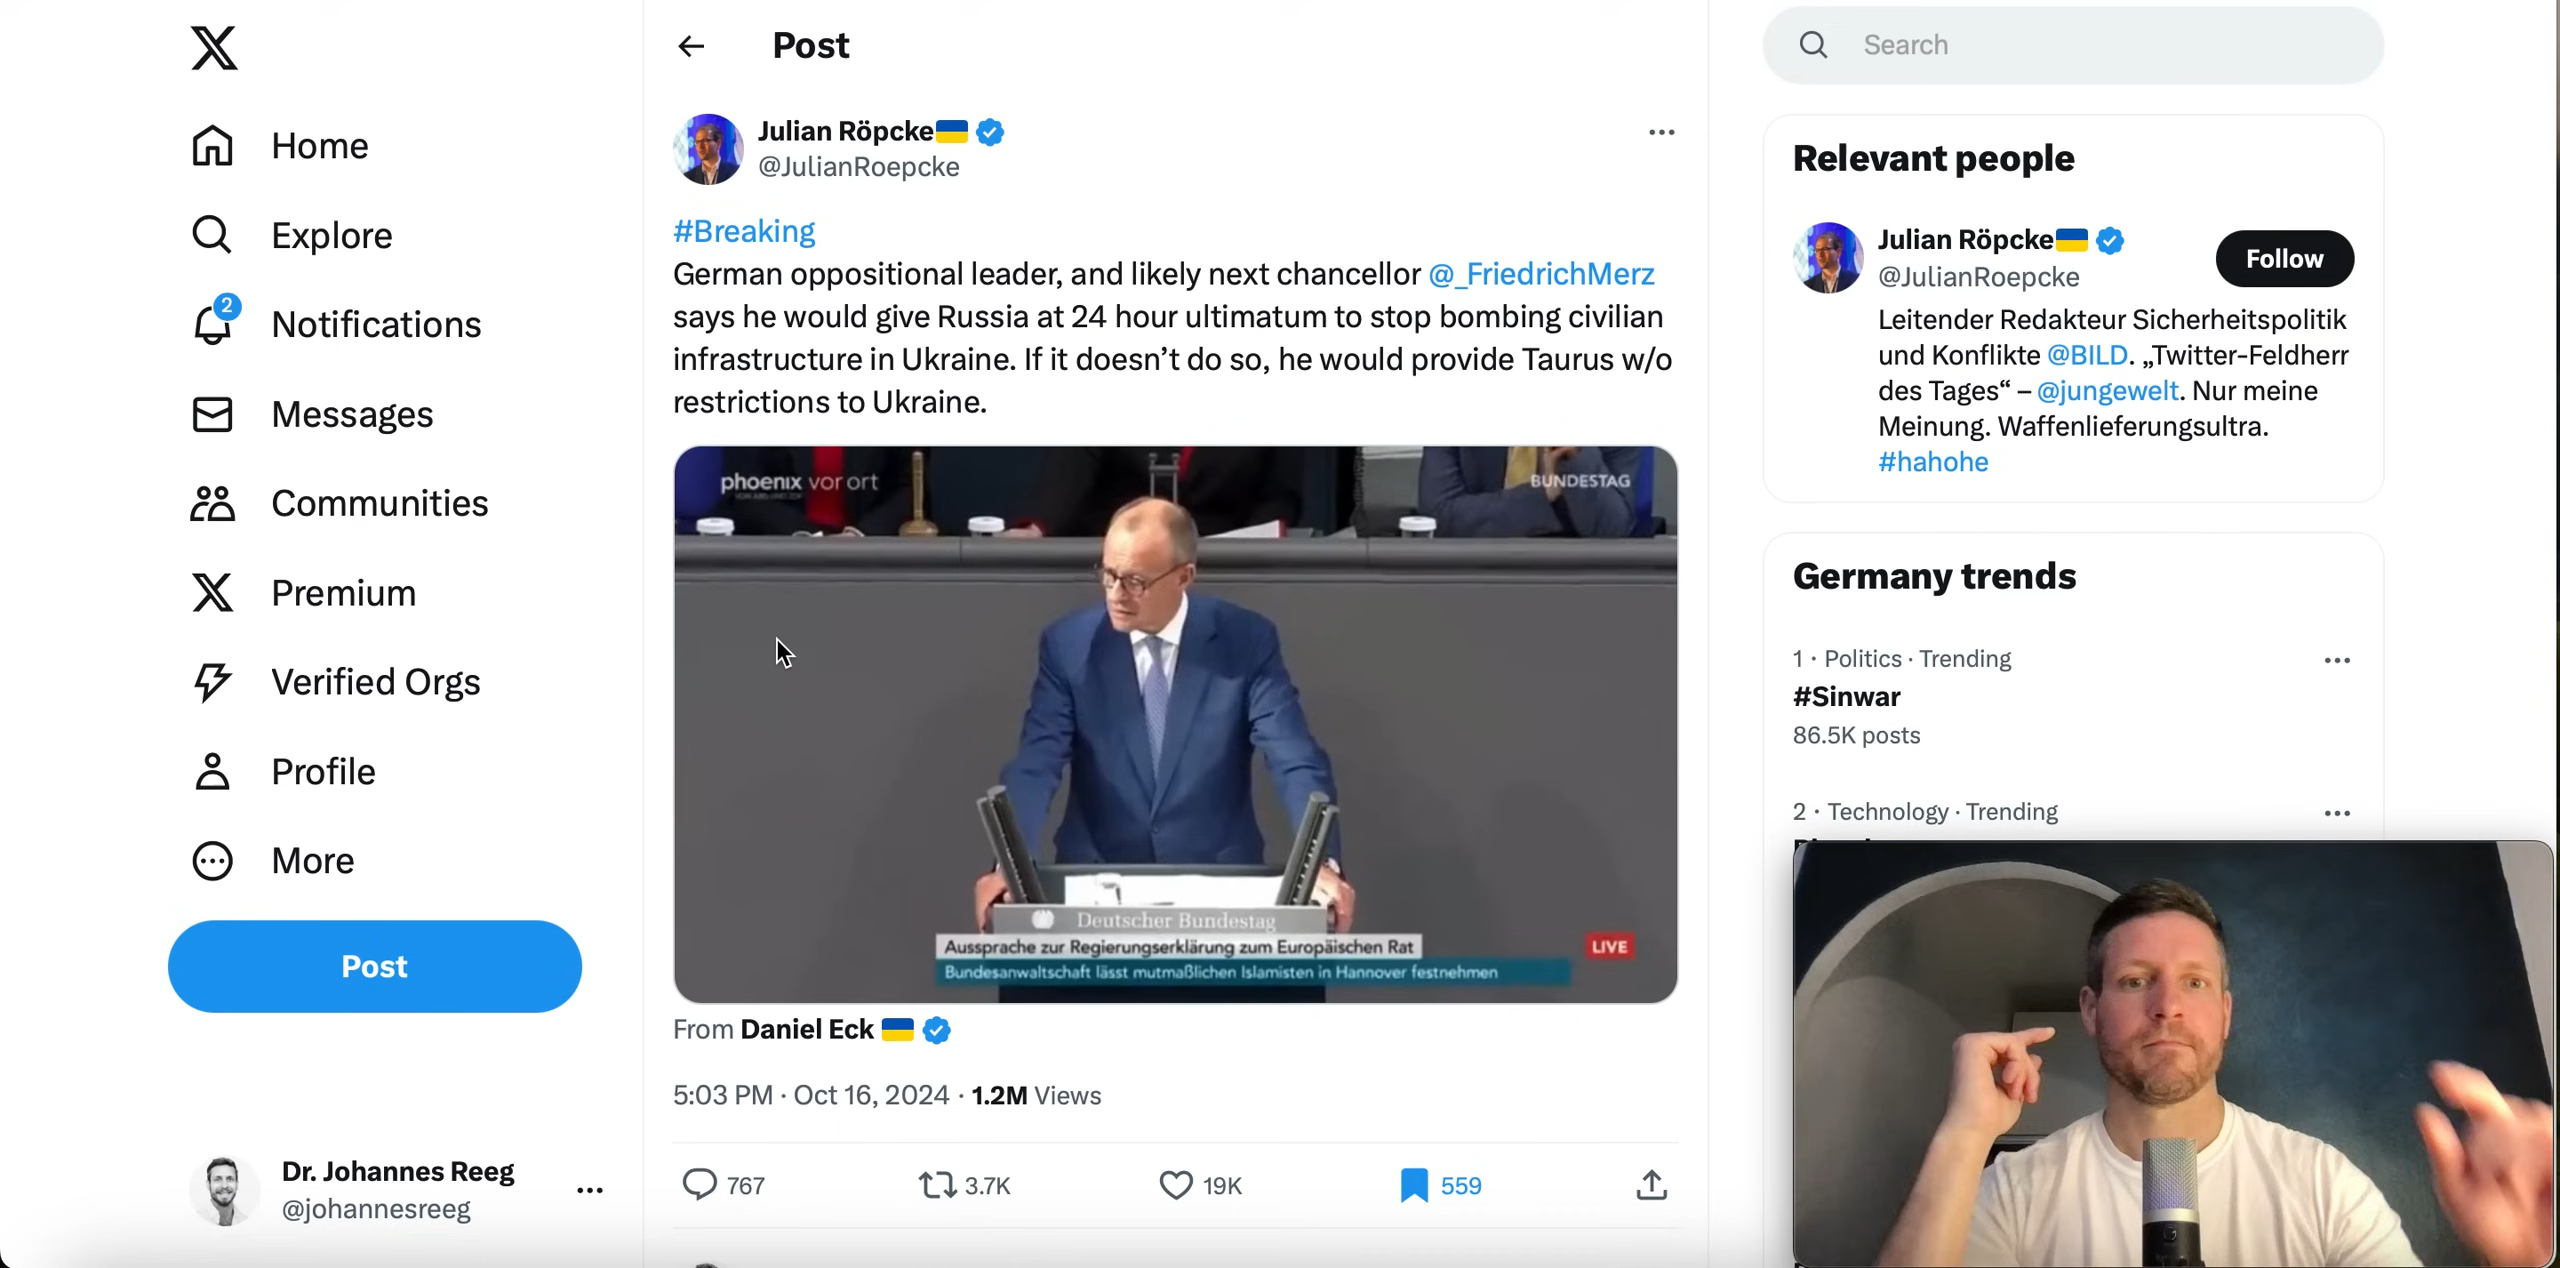 Home
Explore
2
Notifications
Messages
Communities
Premium
Verified Orgs
Profile
More
Post
Dr. Johannes Reeg
@johannesreeg
Post
Julian Röpcke
@JulianRoepcke
#Breaking
German oppositional leader, and likely next chancellor @_FriedrichMerz
says he would give Russia at 24 hour ultimatum to stop bombing civilian
infrastructure in Ukraine. If it doesn’t do so, he would provide Taurus w/o
restrictions to Ukraine.
phoenix vor ort
BUNDESTAG
Deutscher Bundestag
Aussprache zur Regierungserklärung zum Europäischen Rat
LIVE
Bundesanwaltschaft lässt mutmaßlichen Islamisten in Hannover festnehmen
From Daniel Eck
5:03 PM · Oct 16, 2024 · 1.2M Views
767 3.7K 19K 559
Search
Relevant people
Julian Röpcke
@JulianRoepcke
Follow
Leitender Redakteur Sicherheitspolitik
und Konflikte @BILD. „Twitter-Feldherr
des Tages“ – @jungewelt. Nur meine
Meinung. Waffenlieferungsultra.
#hahohe
Germany trends
1 · Politics · Trending
#Sinwar
86.5K posts
2 · Technology · Trending